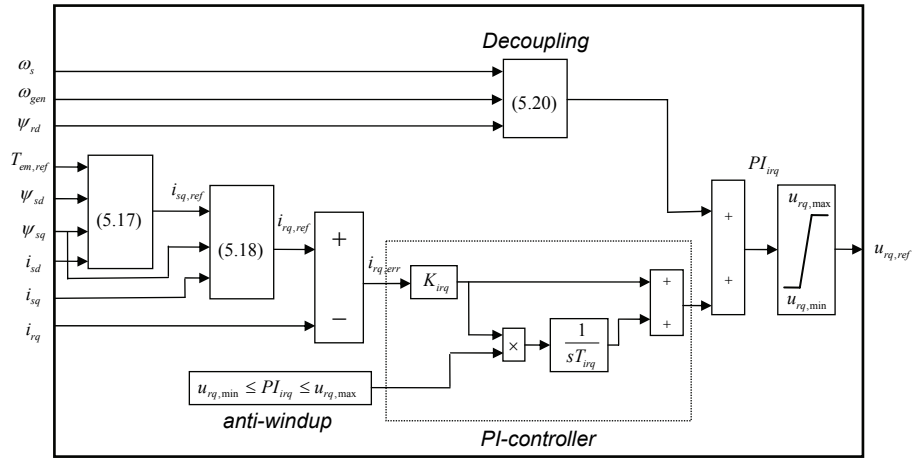 Decoupling
ω_s
ω_gen
ψ_rd
(5.20)
T_em,ref
ψ_sd
ψ_sq
i_sd
i_sq
i_rq
(5.17)
i_sq,ref
(5.18)
i_rq,ref
+
−
i_rq,err
K_irq
×
1
sT_irq
+
+
+
+
PI_irq
u_rq,max
u_rq,min
u_rq,ref
u_rq,min ≤ PI_irq ≤ u_rq,max
anti-windup
PI-controller